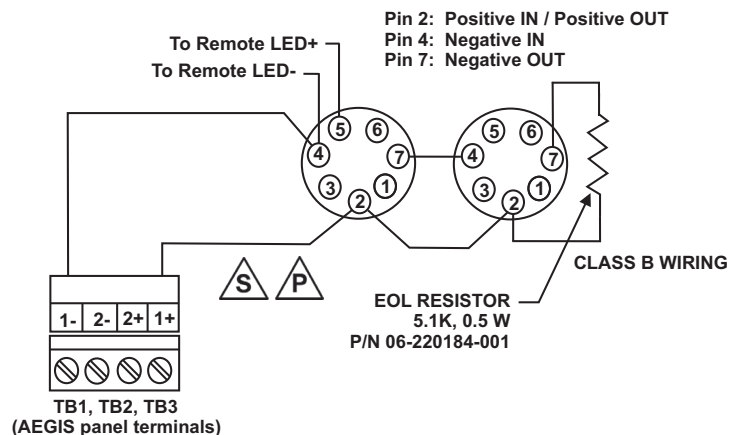 Pin 2: Positive IN / Positive OUT
Pin 4: Negative IN
Pin 7: Negative OUT
To Remote LED+
To Remote LED-
5 6
4 7
3 1
2
5 6
4 7
3 1
2
S P
CLASS B WIRING
EOL RESISTOR
5.1K, 0.5 W
P/N 06-220184-001
1- 2- 2+ 1+
TB1, TB2, TB3
(AEGIS panel terminals)